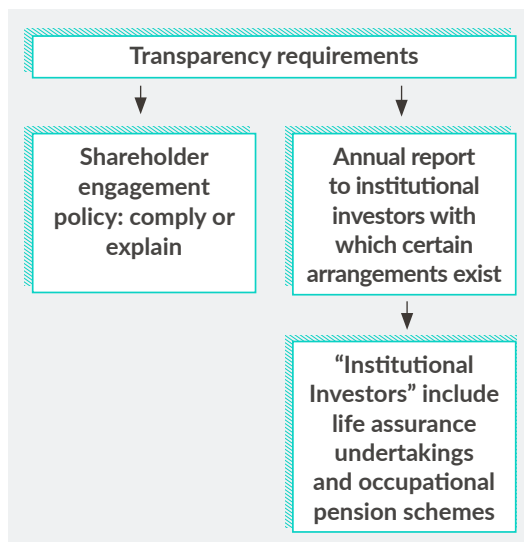 Transparency requirements
Shareholder
engagement
policy: comply or
explain
Annual report
to institutional
investors with
which certain
arrangements exist
“Institutional
Investors” include
life assurance
undertakings
and occupational
pension schemes